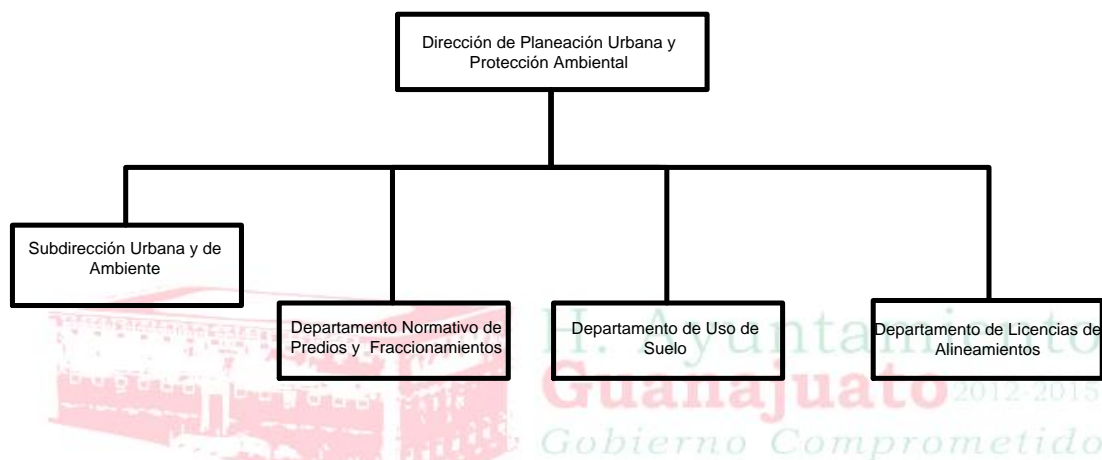 Dirección de Planeación Urbana y
Protección Ambiental
Subdirección Urbana y de
Ambiente
Departamento Normativo de
Predios y Fraccionamientos
Departamento de Uso de
Suelo
Departamento de Licencias de
Alineamientos
H. Ayuntamiento
Guanajuato 2012-2015
Gobierno Comprometido